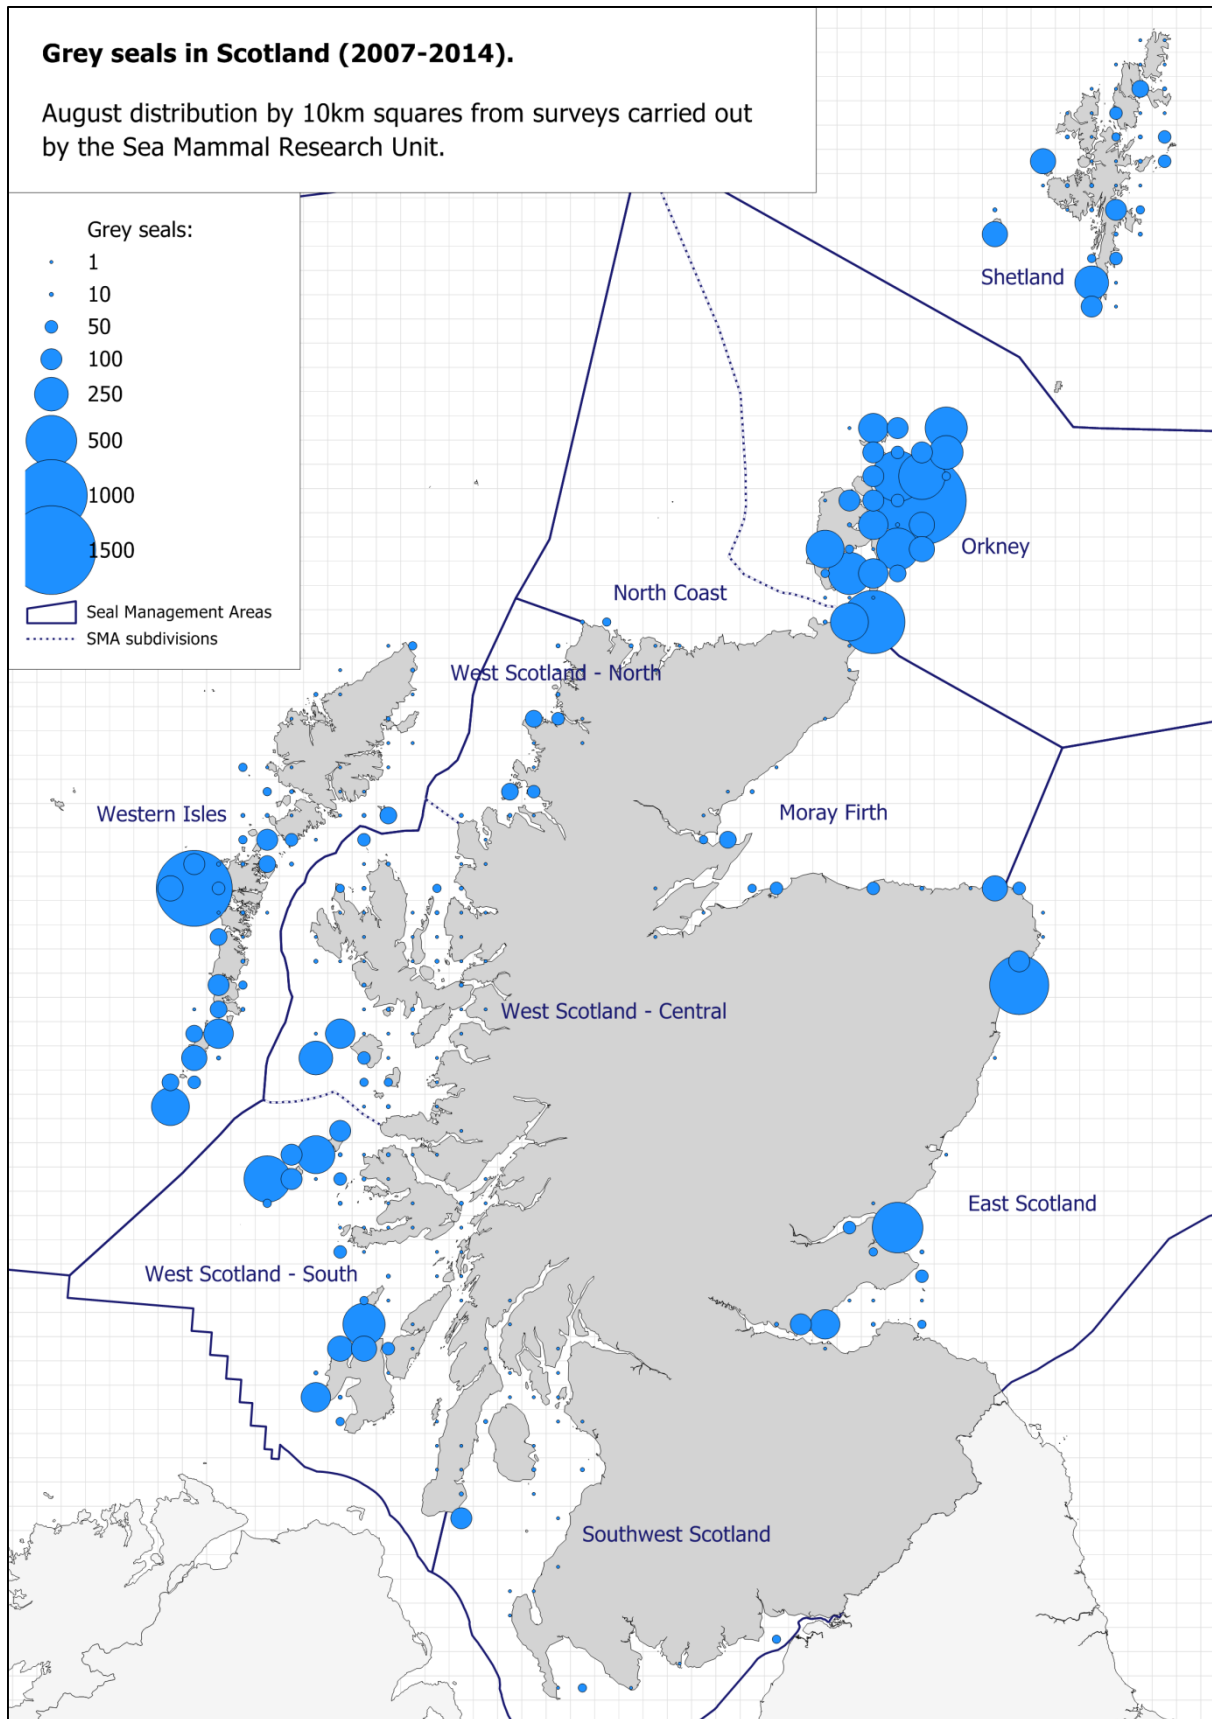 Grey seals in Scotland (2007-2014).
August distribution by 10km squares from surveys carried out
by the Sea Mammal Research Unit.
Grey seals:
1
10
50
100
250
500
1000
1500
Seal Management Areas
SMA subdivisions
Shetland
Orkney
North Coast
West Scotland - North
Western Isles
Moray Firth
West Scotland - Central
East Scotland
West Scotland - South
Southwest Scotland